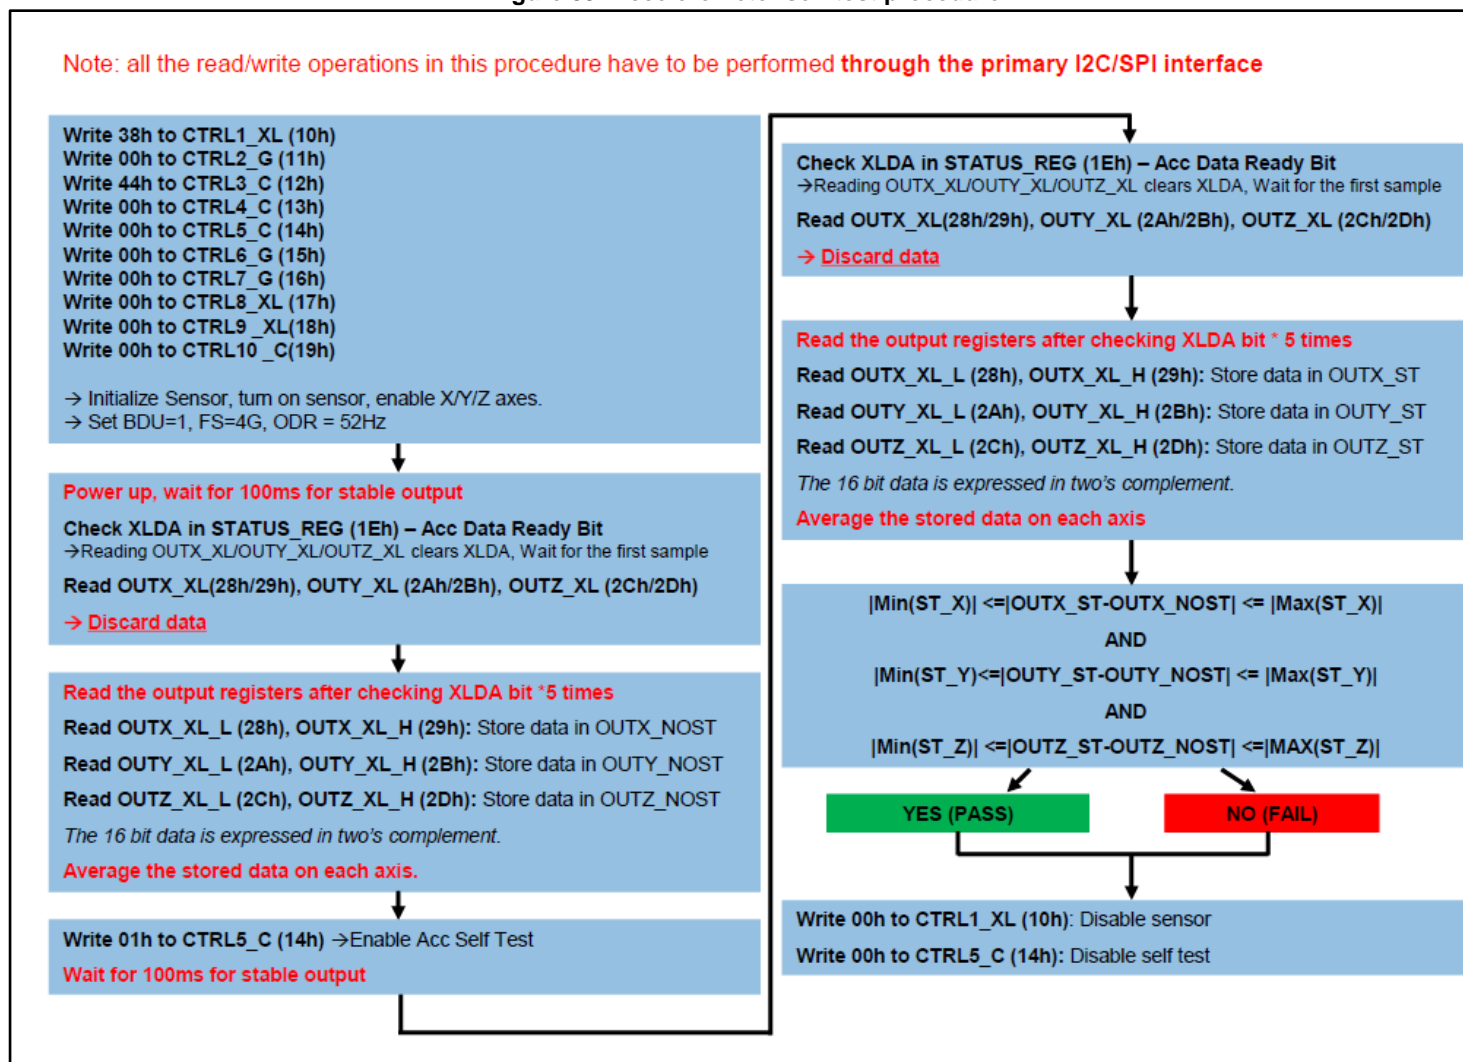 Note: all the read/write operations in this procedure have to be performed through the primary I2C/SPI interface
Write 38h to CTRL1_XL (10h)
Write 00h to CTRL2_G (11h)
Write 44h to CTRL3_C (12h)
Write 00h to CTRL4_C (13h)
Write 00h to CTRL5_C (14h)
Write 00h to CTRL6_G (15h)
Write 00h to CTRL7_G (16h)
Write 00h to CTRL8_XL (17h)
Write 00h to CTRL9 _XL(18h)
Write 00h to CTRL10 _C(19h)
→ Initialize Sensor, turn on sensor, enable X/Y/Z axes.
→ Set BDU=1, FS=4G, ODR = 52Hz
Power up, wait for 100ms for stable output
Check XLDA in STATUS_REG (1Eh) – Acc Data Ready Bit
→Reading OUTX_XL/OUTY_XL/OUTZ_XL clears XLDA, Wait for the first sample
Read OUTX_XL(28h/29h), OUTY_XL (2Ah/2Bh), OUTZ_XL (2Ch/2Dh)
→ Discard data
Read the output registers after checking XLDA bit *5 times
Read OUTX_XL_L (28h), OUTX_XL_H (29h): Store data in OUTX_NOST
Read OUTY_XL_L (2Ah), OUTY_XL_H (2Bh): Store data in OUTY_NOST
Read OUTZ_XL_L (2Ch), OUTZ_XL_H (2Dh): Store data in OUTZ_NOST
The 16 bit data is expressed in two's complement.
Average the stored data on each axis.
Write 01h to CTRL5_C (14h) →Enable Acc Self Test
Wait for 100ms for stable output
Check XLDA in STATUS_REG (1Eh) – Acc Data Ready Bit
→Reading OUTX_XL/OUTY_XL/OUTZ_XL clears XLDA, Wait for the first sample
Read OUTX_XL(28h/29h), OUTY_XL (2Ah/2Bh), OUTZ_XL (2Ch/2Dh)
→ Discard data
Read the output registers after checking XLDA bit * 5 times
Read OUTX_XL_L (28h), OUTX_XL_H (29h): Store data in OUTX_ST
Read OUTY_XL_L (2Ah), OUTY_XL_H (2Bh): Store data in OUTY_ST
Read OUTZ_XL_L (2Ch), OUTZ_XL_H (2Dh): Store data in OUTZ_ST
The 16 bit data is expressed in two's complement.
Average the stored data on each axis
|Min(ST_X)| <=|OUTX_ST-OUTX_NOST| <= |Max(ST_X)|
AND
|Min(ST_Y)<=|OUTY_ST-OUTY_NOST| <= |Max(ST_Y)|
AND
|Min(ST_Z)| <=|OUTZ_ST-OUTZ_NOST| <=|MAX(ST_Z)|
YES (PASS)
NO (FAIL)
Write 00h to CTRL1_XL (10h): Disable sensor
Write 00h to CTRL5_C (14h): Disable self test